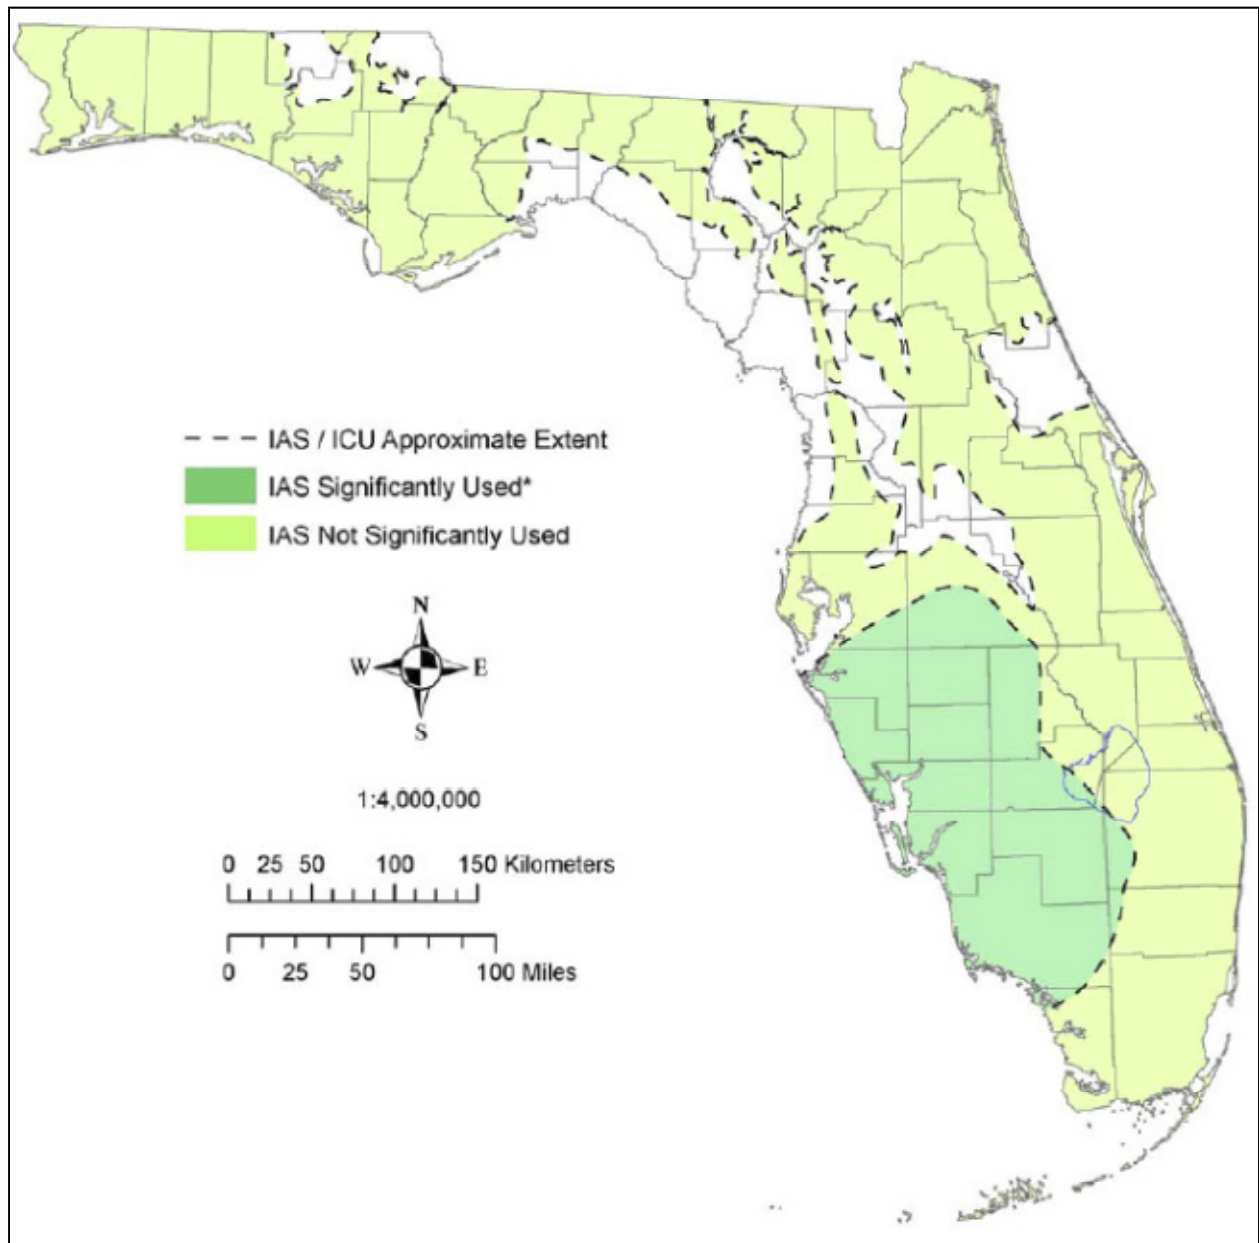 IAS / ICU Approximate Extent
IAS Significantly Used*
IAS Not Significantly Used
N
W E
S
1:4,000,000
0 25 50 100 150 Kilometers
0 25 50 100 Miles